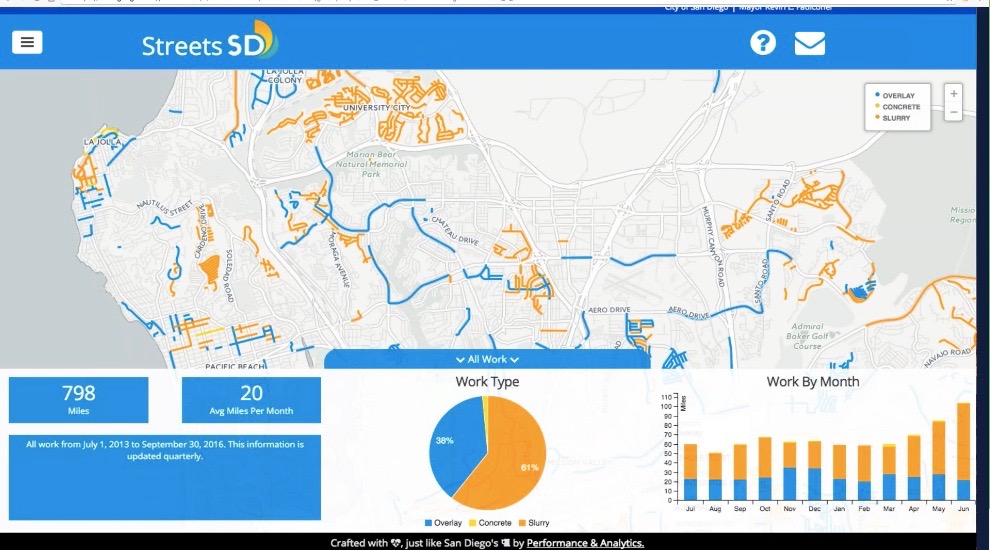 City of San Diego | Mayor Kevin L. Faulconer
Streets SD
?
LA JOLLA
COLONY
UNIVERSITY CITY
OVERLAY
CONCRETE
SLURRY
+
−
LA JOLLA
Marian Bear
Natural Memorial
Park
NAUTILUS STREET
SOLEDAD ROAD
MORAGA AVENUE
CHATEAU DRIVE
MURPHY CANYON ROAD
SANTO ROAD
SANTO ROAD
AERO DRIVE
AERO DRIVE
Admiral
Baker Golf
Course
NAVAJO ROAD
PACIFIC BEACH
All Work
798
Miles
20
Avg Miles Per Month
All work from July 1, 2013 to September 30, 2016. This information is
updated quarterly.
Work Type
38%
61%
Overlay Concrete Slurry
Work By Month
Miles
110
100
90
80
70
60
50
40
30
20
10
0
Jul Aug Sep Oct Nov Dec Jan Feb Mar Apr May Jun
Crafted with , just like San Diego's by Performance & Analytics.